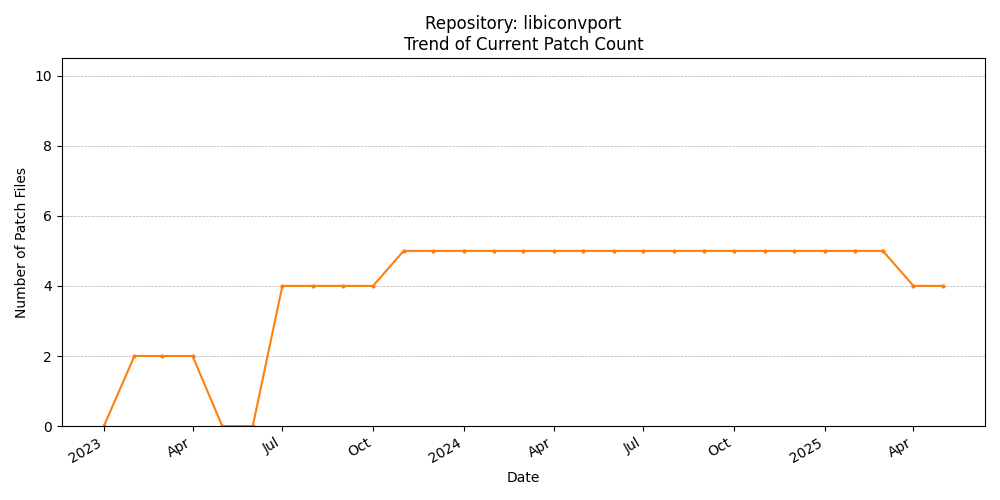 Repository: libiconvport
Trend of Current Patch Count
10
8
6
4
2
0
Number of Patch Files
2023
Apr
Jul
Oct
2024
Apr
Jul
Oct
2025
Apr
Date